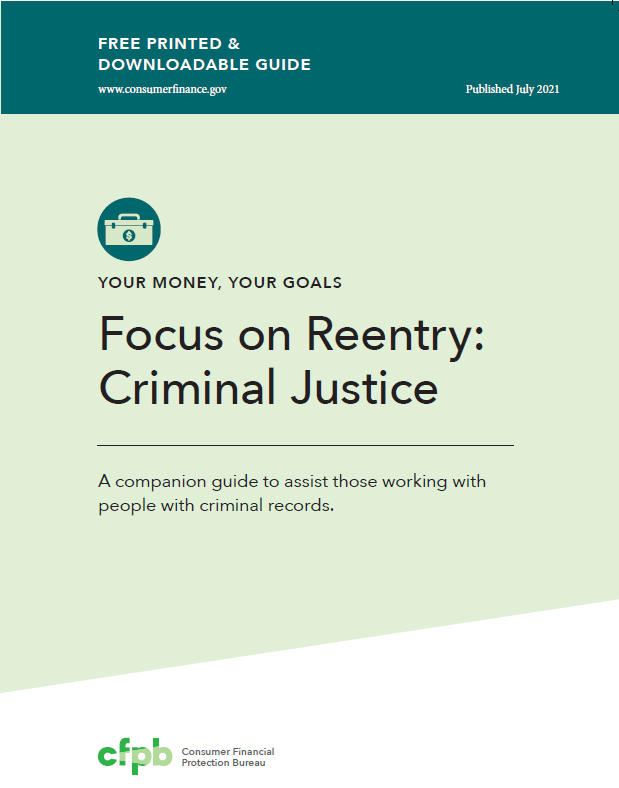 FREE PRINTED &
DOWNLOADABLE GUIDE
www.consumerfinance.gov
Published July 2021
$
YOUR MONEY, YOUR GOALS
Focus on Reentry:
Criminal Justice
A companion guide to assist those working with
people with criminal records.
cfpb
Consumer Financial
Protection Bureau